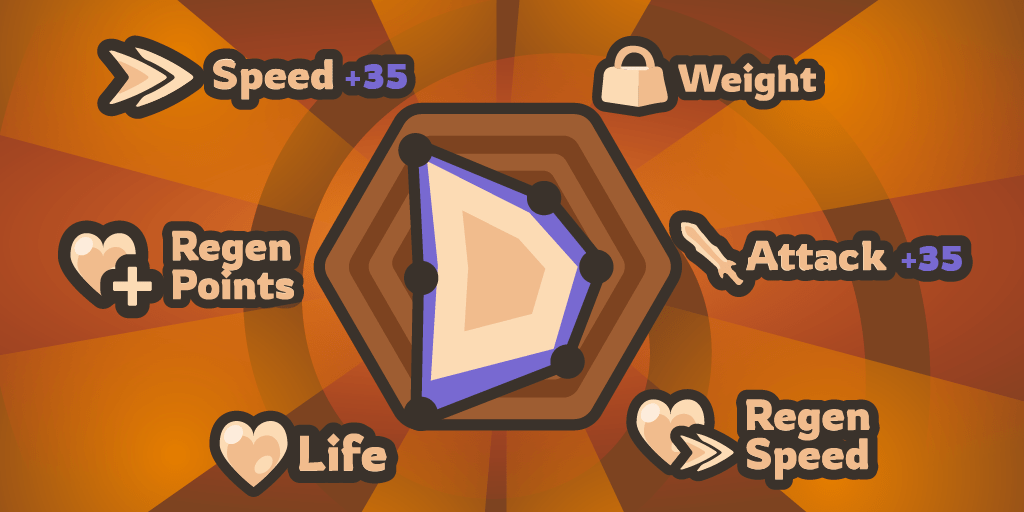 Speed +35
Weight
Regen
Points
Attack +35
Life
Regen
Speed